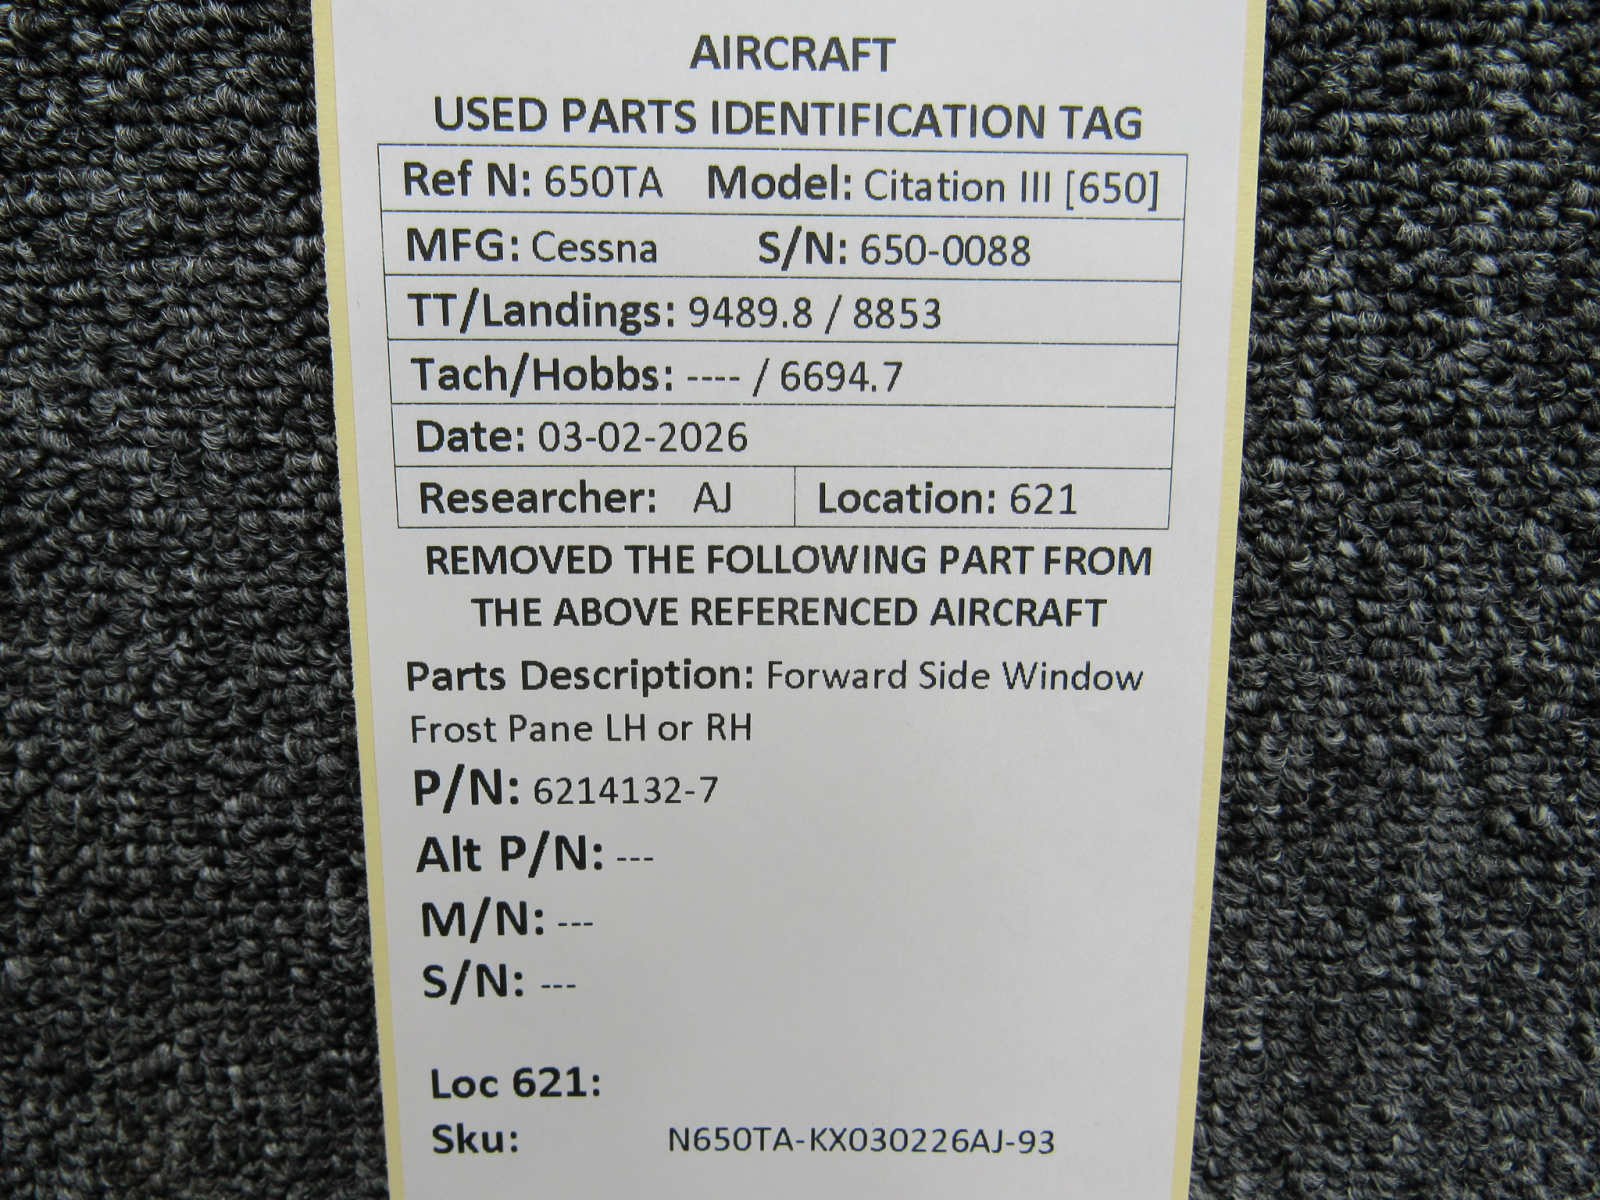 AIRCRAFT
USED PARTS IDENTIFICATION TAG
Ref N: 650TA Model: Citation III [650]
MFG: Cessna S/N: 650-0088
TT/Landings: 9489.8 / 8853
Tach/Hobbs: ---- / 6694.7
Date: 03-02-2026
Researcher: AJ Location: 621
REMOVED THE FOLLOWING PART FROM
THE ABOVE REFERENCED AIRCRAFT
Parts Description: Forward Side Window
Frost Pane LH or RH
P/N: 6214132-7
Alt P/N: ---
M/N: ---
S/N: ---
Loc 621:
Sku: N650TA-KX030226AJ-93